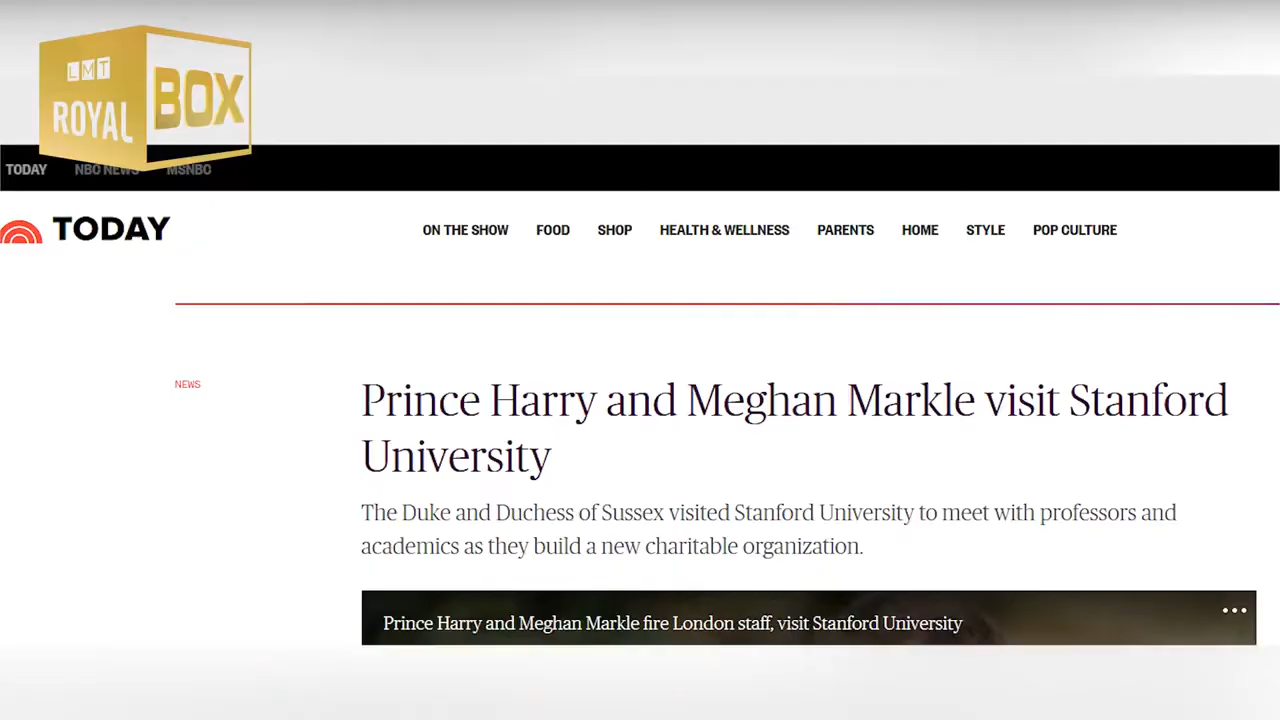 LMT
ROYAL
BOX
TODAY NBC NEWS MSNBC
TODAY
ON THE SHOW FOOD SHOP HEALTH & WELLNESS PARENTS HOME STYLE POP CULTURE
NEWS
Prince Harry and Meghan Markle visit Stanford
University
The Duke and Duchess of Sussex visited Stanford University to meet with professors and
academics as they build a new charitable organization.
Prince Harry and Meghan Markle fire London staff, visit Stanford University